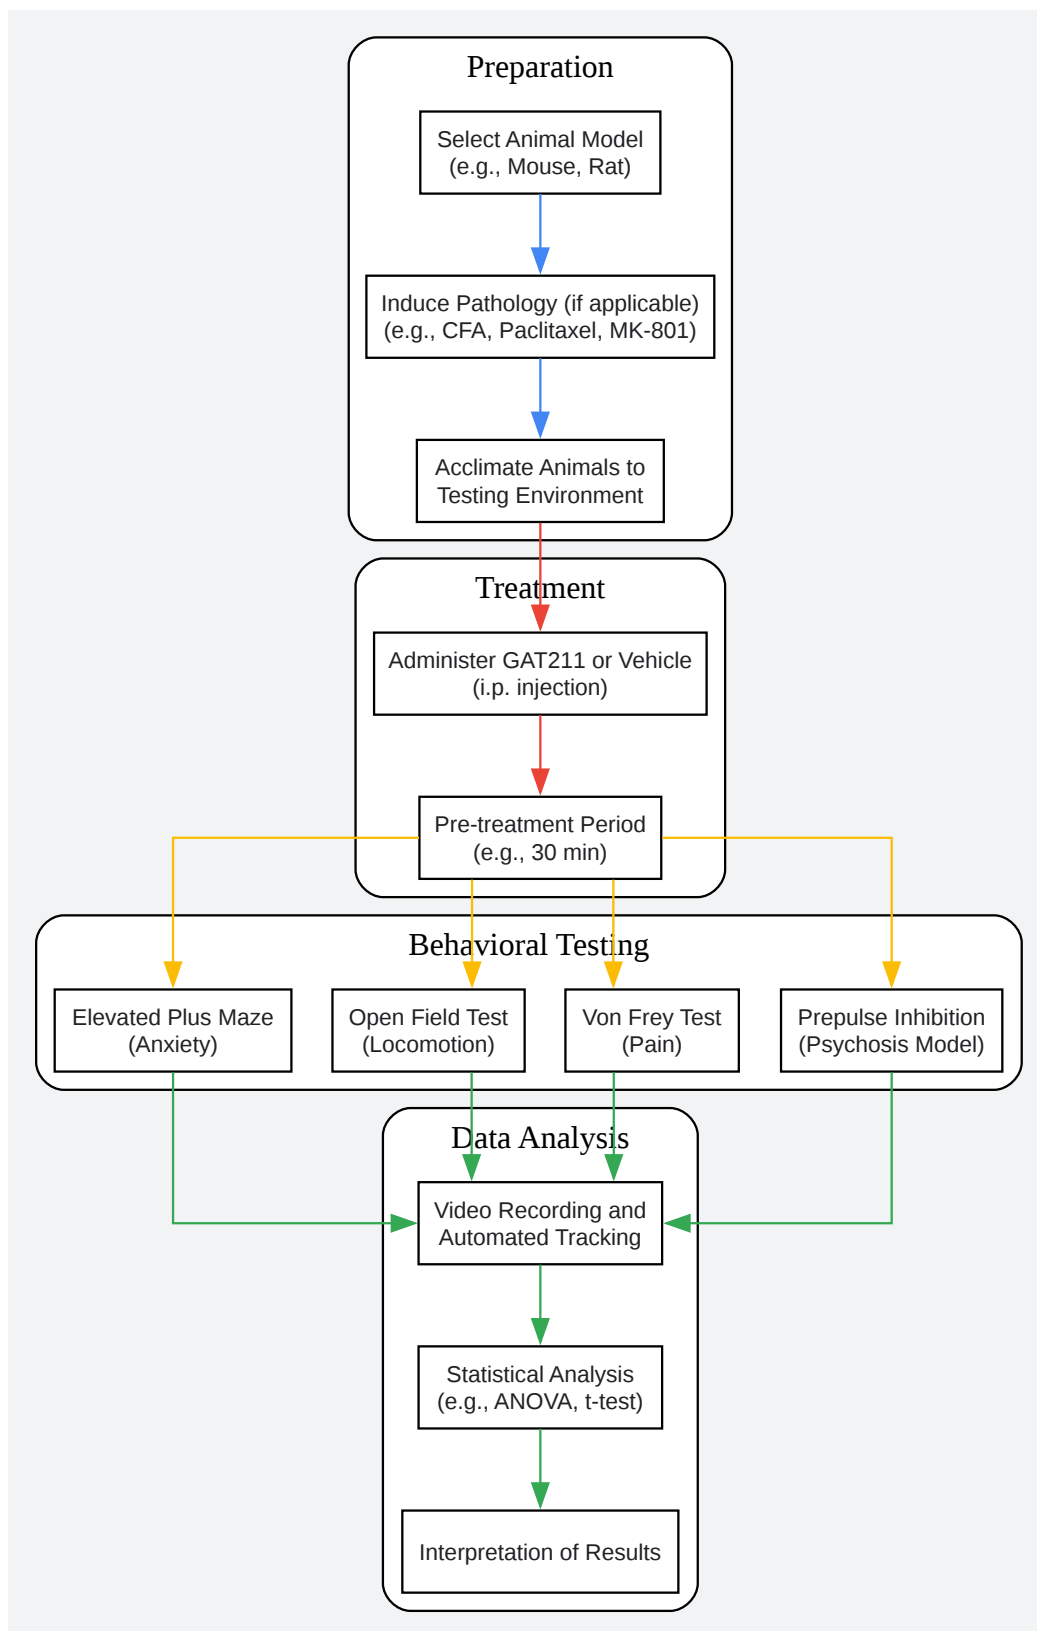 Preparation
Select Animal Model
(e.g., Mouse, Rat)
Induce Pathology (if applicable)
(e.g., CFA, Paclitaxel, MK-801)
Acclimate Animals to
Testing Environment
Treatment
Administer GAT211 or Vehicle
(i.p. injection)
Pre-treatment Period
(e.g., 30 min)
Behavioral Testing
Elevated Plus Maze
(Anxiety)
Open Field Test
(Locomotion)
Von Frey Test
(Pain)
Prepulse Inhibition
(Psychosis Model)
Data Analysis
Video Recording and
Automated Tracking
Statistical Analysis
(e.g., ANOVA, t-test)
Interpretation of Results